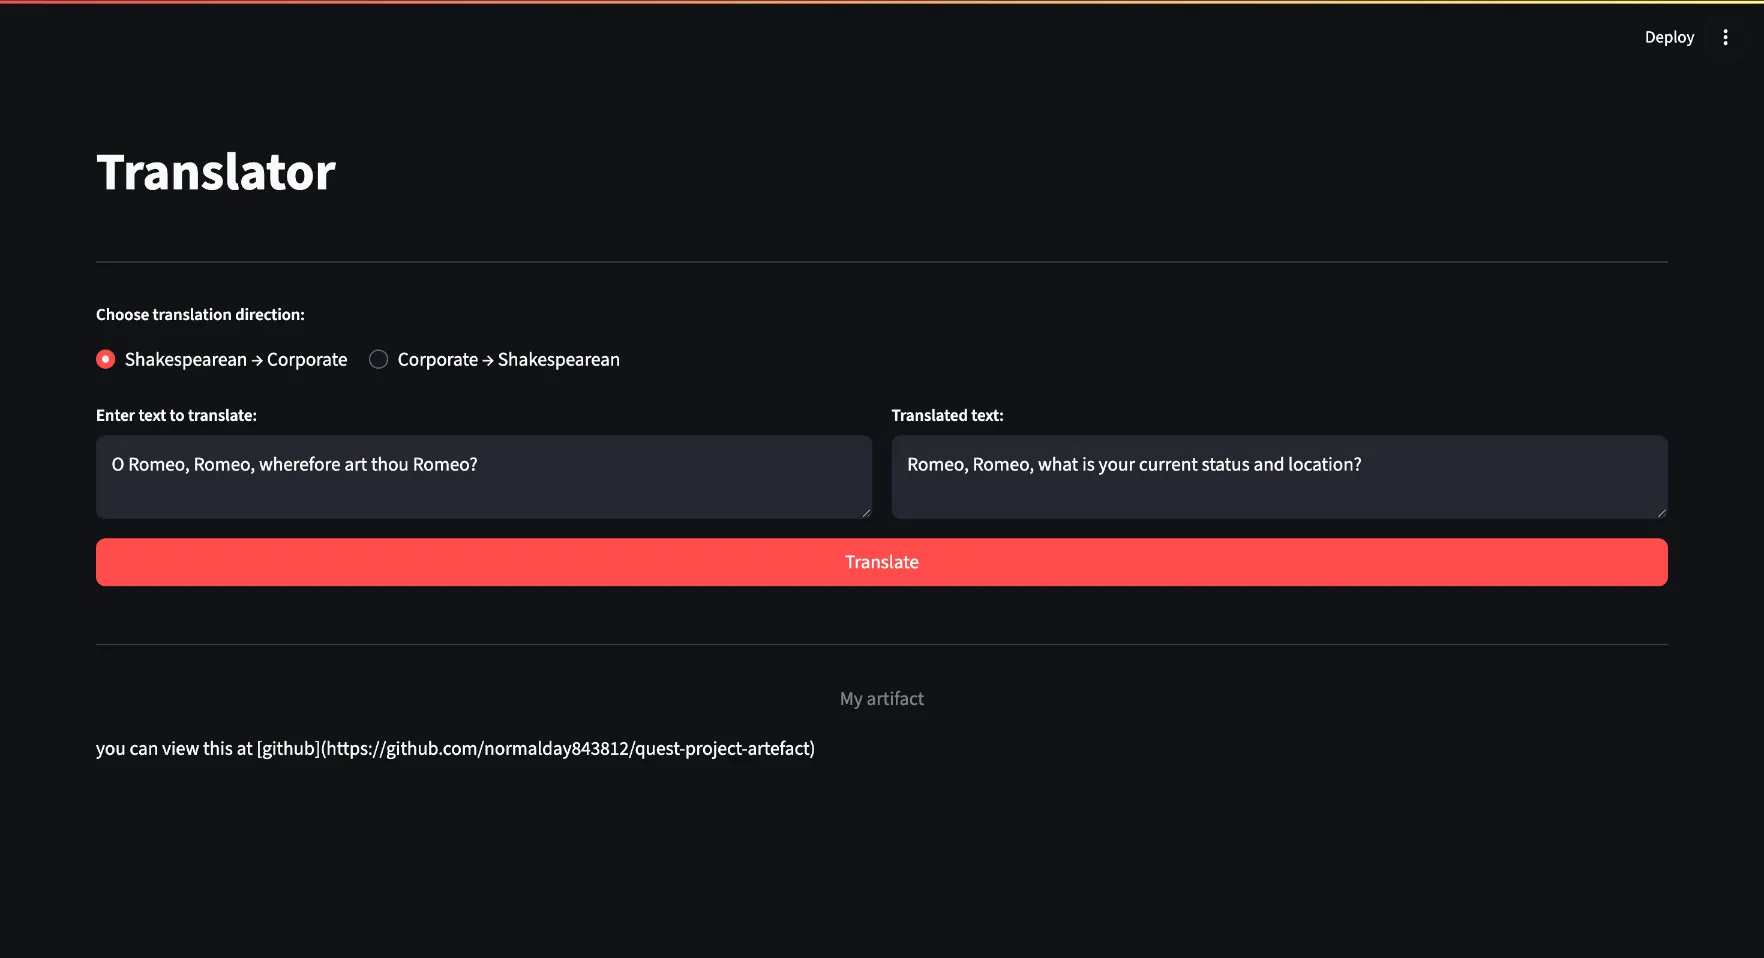 Deploy
Translator
Choose translation direction:
Shakespearean → Corporate Corporate → Shakespearean
Enter text to translate:
Translated text:
O Romeo, Romeo, wherefore art thou Romeo?
Romeo, Romeo, what is your current status and location?
Translate
My artifact
you can view this at [github](https://github.com/normalday843812/quest-project-artefact)